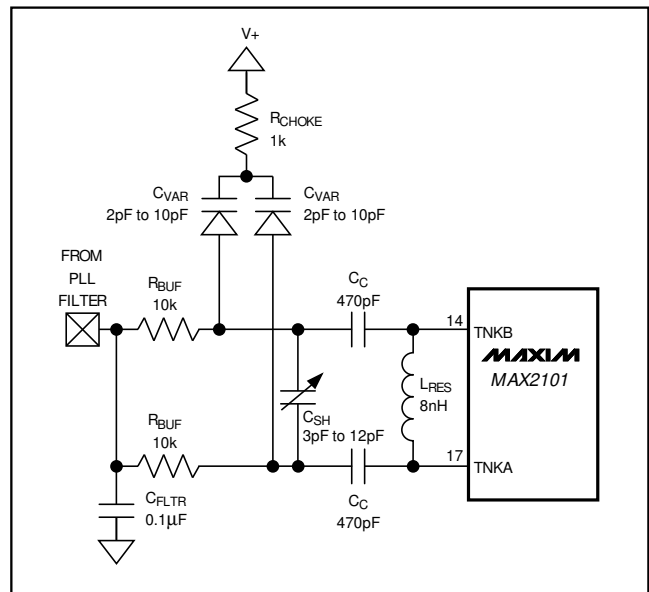 V+
RCHOKE
1k
CVAR
2pF to 10pF
CVAR
2pF to 10pF
FROM
PLL
FILTER
RBUF
10k
CC
470pF
14
TNKB
MAXIM
MAX2101
LRES
8nH
CSH
3pF to 12pF
RBUF
10k
17
TNKA
CFLTR
0.1µF
CC
470pF